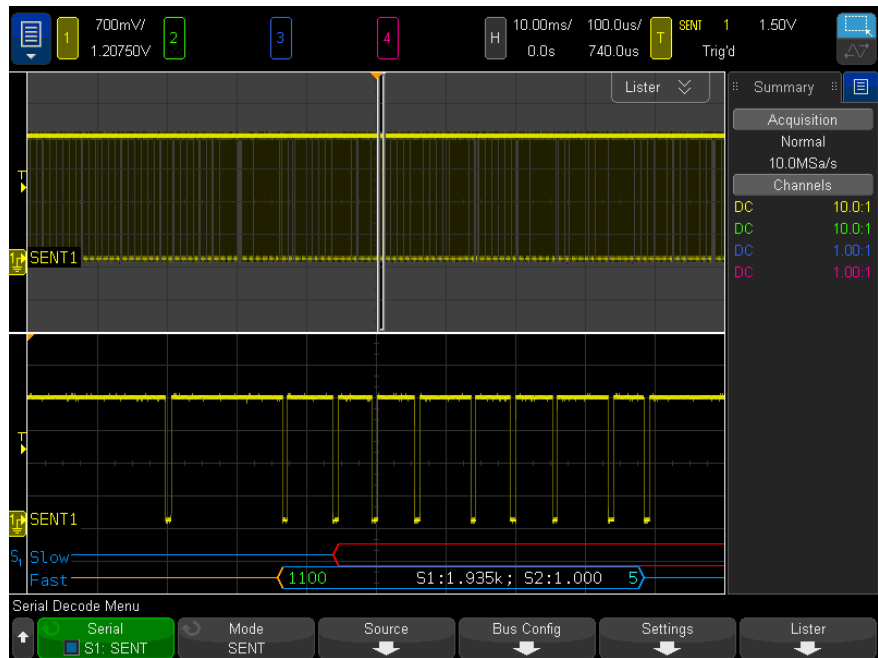 1 700mV/ 2 3 4 H 10.00ms/ 100.0us/ T SENT 1 1.50V
1.20750V 0.0s 740.0us Trig'd
Lister Summary
Acquisition
Normal
10.0MSa/s
Channels
DC 10.0:1
DC 10.0:1
DC 1.00:1
DC 1.00:1
T
1 SENT1
T
1 SENT1
S1 Slow
Fast 1100 S1:1.935k; S2:1.000 5
Serial Decode Menu
Serial Mode Source Bus Config Settings Lister
S1: SENT SENT